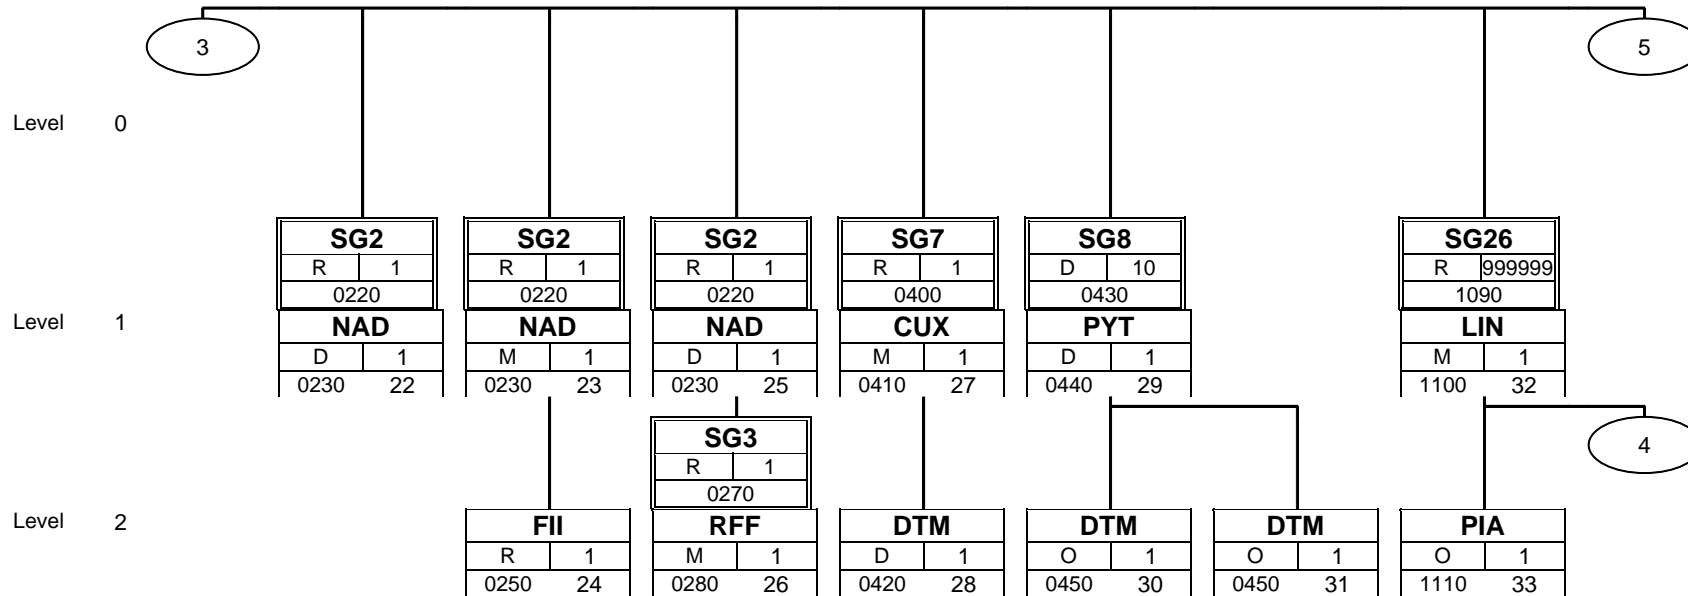 3 5
Level 0
SG2 SG2 SG2 SG7 SG8 SG26
R 1 R 1 R 1 R 1 D 10 R 999999
0220 0220 0220 0400 0430 1090
Level 1
NAD NAD NAD CUX PYT LIN
D 1 M 1 D 1 M 1 D 1 M 1
0230 22 0230 23 0230 25 0410 27 0440 29 1100 32
SG3 4
R 1
0270
Level 2
FII RFF DTM DTM DTM PIA
R 1 M 1 D 1 O 1 O 1 O 1
0250 24 0280 26 0420 28 0450 30 0450 31 1110 33